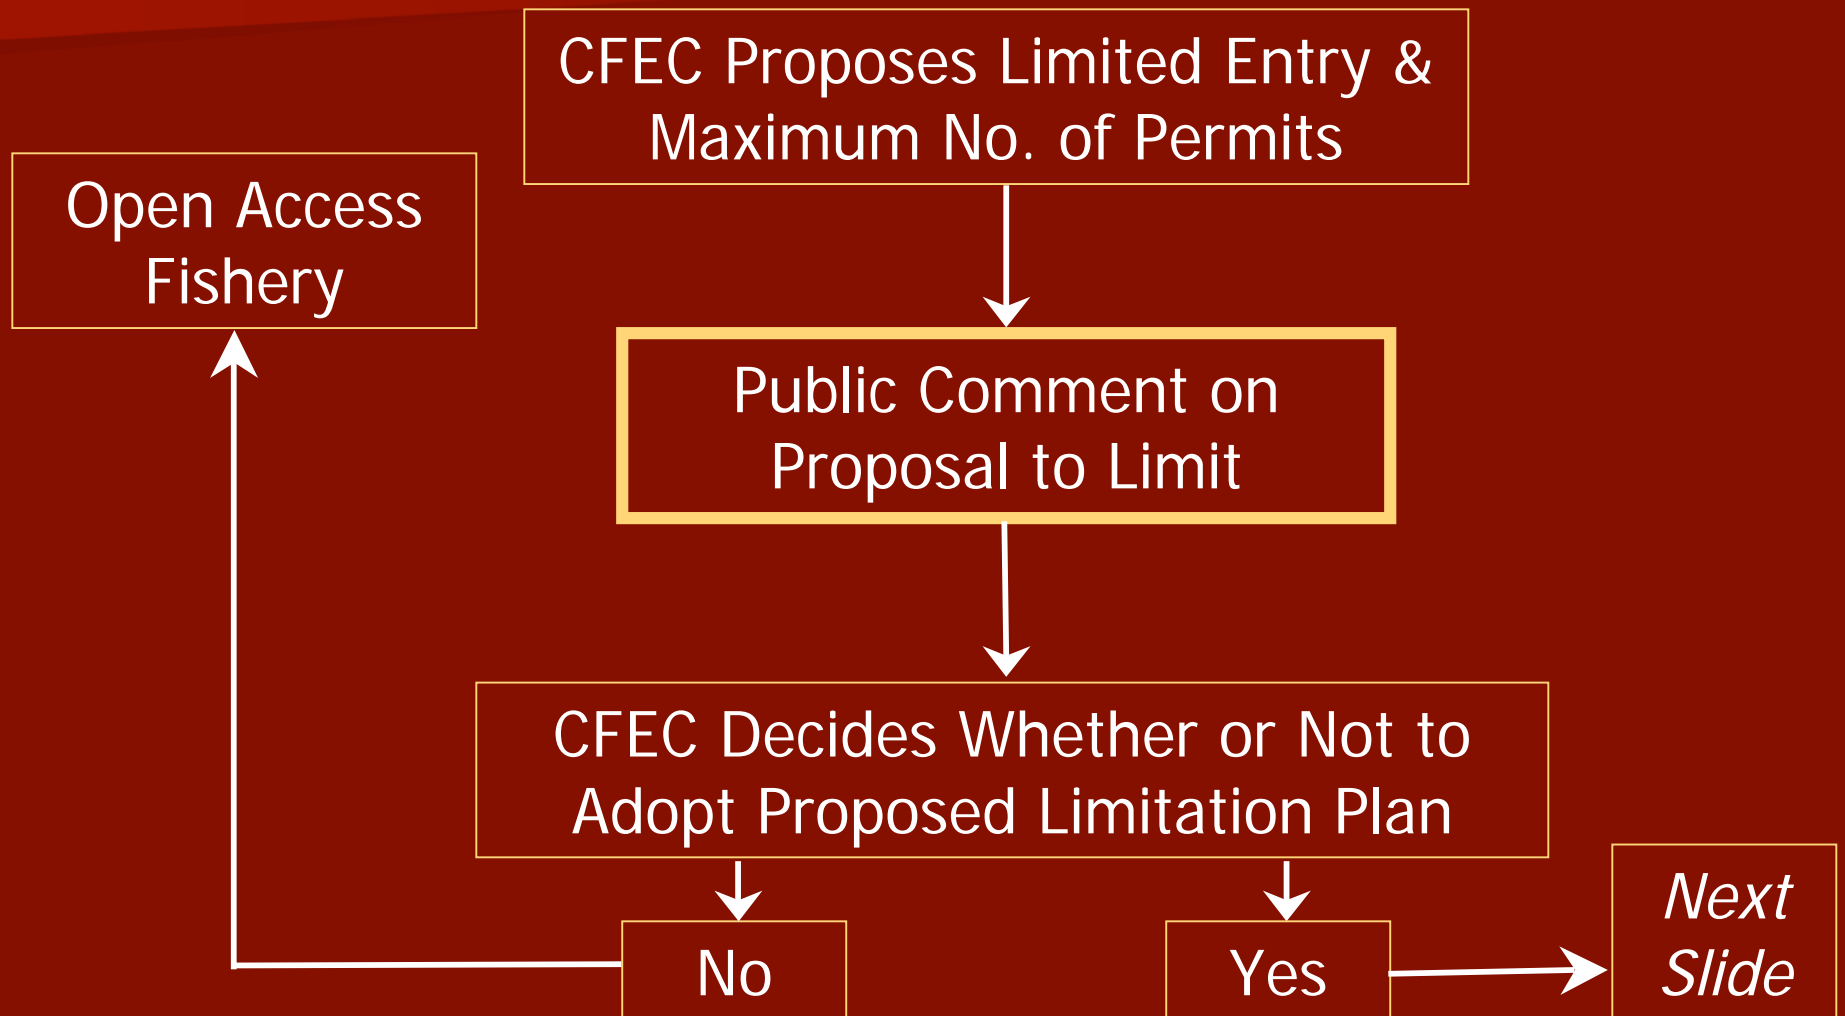 CFEC Proposes Limited Entry &
Maximum No. of Permits
Open Access
Fishery
Public Comment on
Proposal to Limit
CFEC Decides Whether or Not to
Adopt Proposed Limitation Plan
No
Yes
Next
Slide